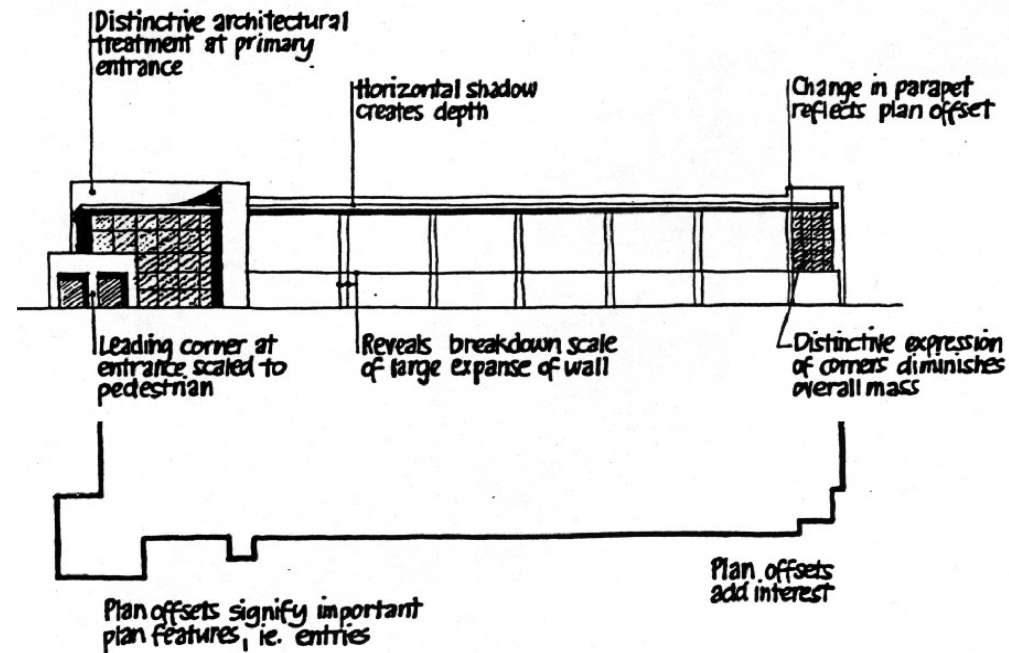 Distinctive architectural
treatment at primary
entrance
Horizontal shadow
creates depth
Change in parapet
reflects plan offset
Leading corner at
entrance scaled to
pedestrian
Reveals breakdown scale
of large expanse of wall
Distinctive expression
of corners diminishes
overall mass
Plan offsets signify important
plan features, ie. entries
Plan offsets
add interest